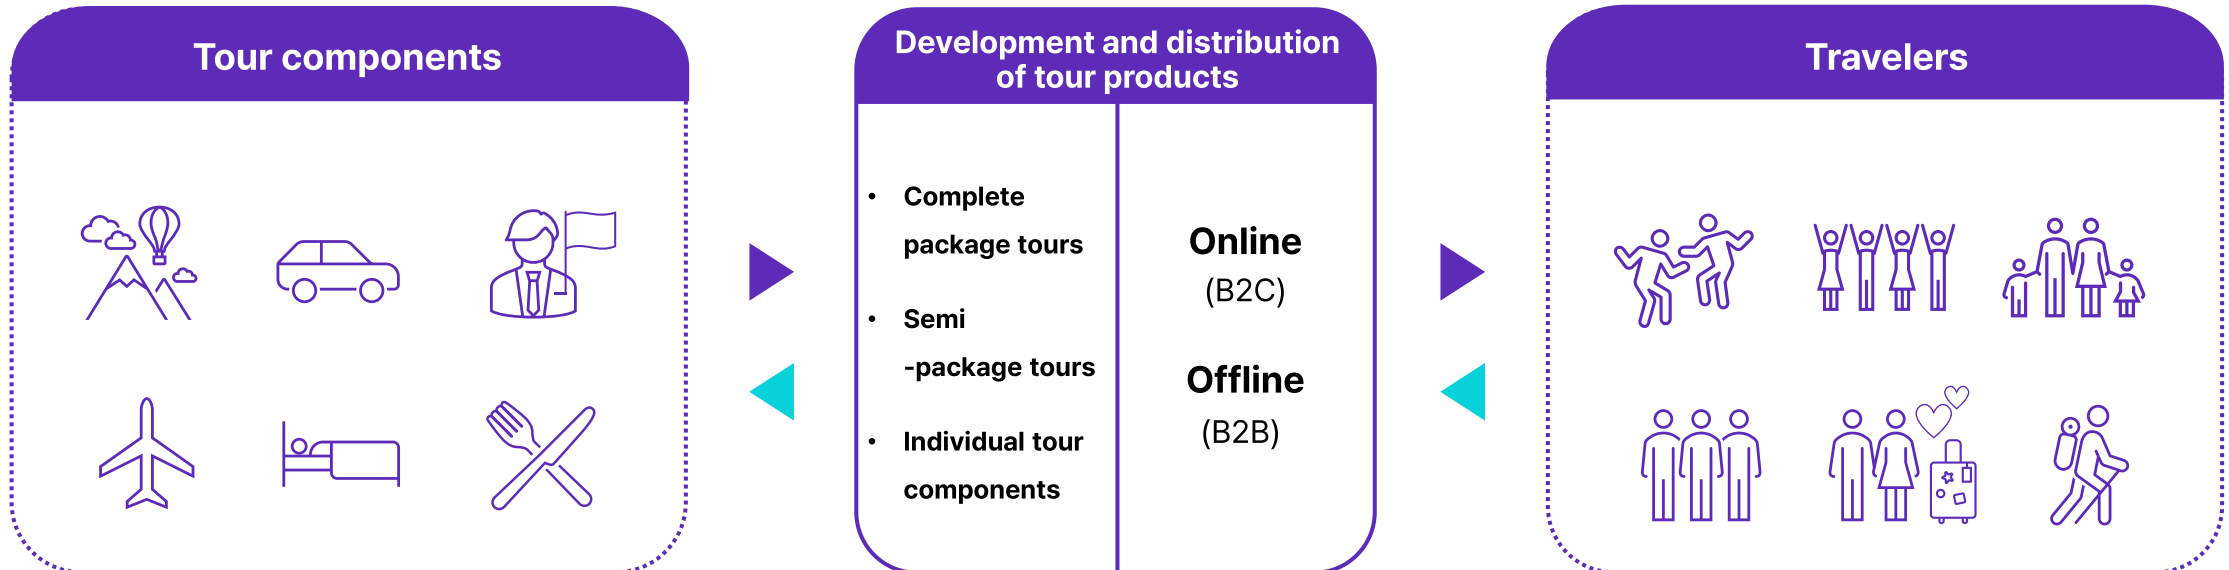 Tour components
Development and distribution
of tour products
• Complete
package tours
• Semi
-package tours
• Individual tour
components
Online
(B2C)
Offline
(B2B)
Travelers